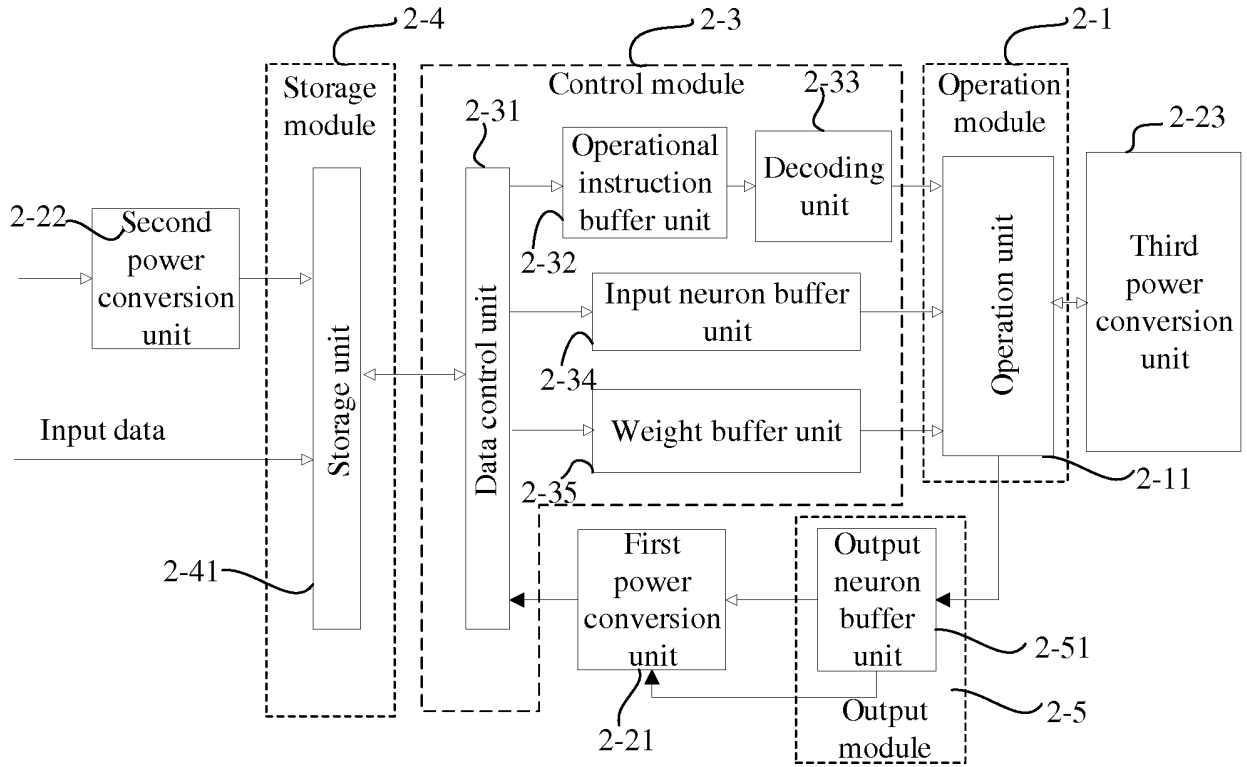 2-4
2-3
2-1
Storage
module
Control module
2-33
Operation
module
2-23
2-31
Operational
instruction
buffer unit
Decoding
unit
2-22
Second
power
conversion
unit
2-32
Input neuron buffer
unit
2-34
Third
power
conversion
unit
Storage unit
Data control unit
Operation unit
Input data
Weight buffer unit
2-35
2-11
2-41
First
power
conversion
unit
Output
neuron
buffer
unit
2-51
2-21
Output
module
2-5